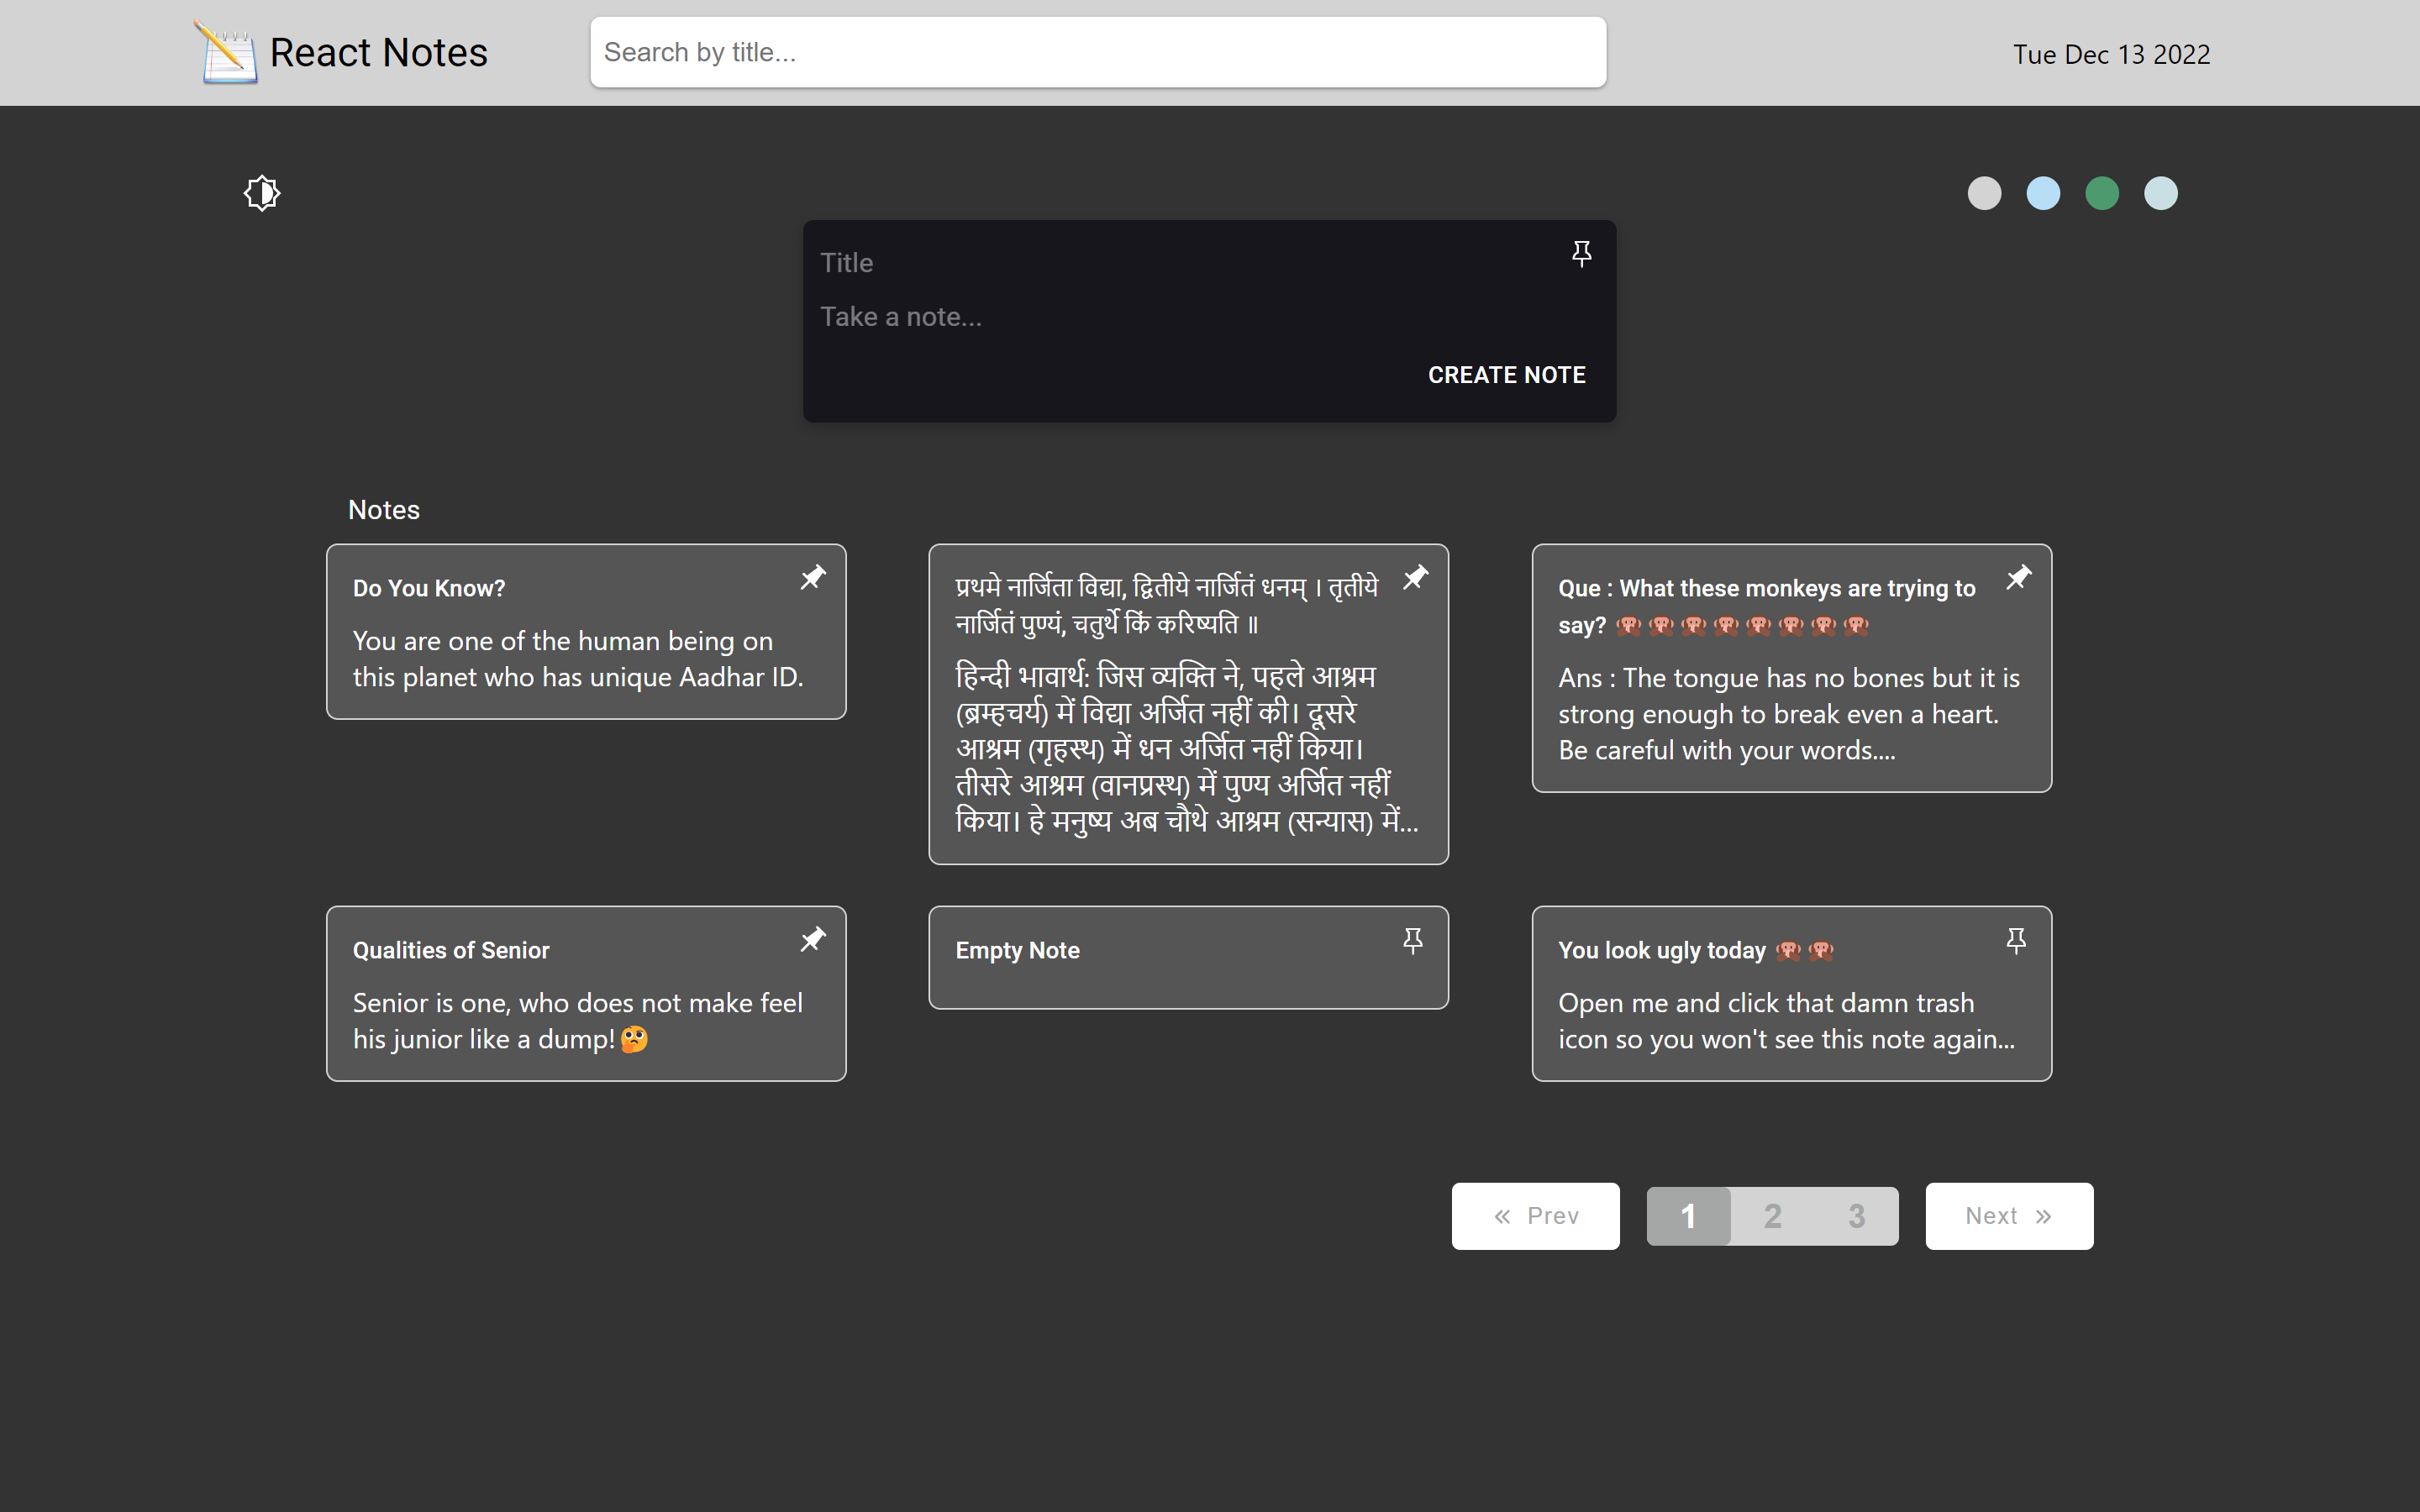 React Notes
Search by title...
Tue Dec 13 2022
Title
Take a note...
CREATE NOTE
Notes
Do You Know?
You are one of the human being on
this planet who has unique Aadhar ID.
प्रथमे नार्जिता विद्या, द्वितीये नार्जितं धनम् । तृतीये
नार्जितं पुण्यं, चतुर्थे किं करिष्यति ॥
हिन्दी भावार्थ: जिस व्यक्ति ने, पहले आश्रम
(ब्रम्हचर्य) में विद्या अर्जित नहीं की। दूसरे
आश्रम (गृहस्थ) में धन अर्जित नहीं किया।
तीसरे आश्रम (वानप्रस्थ) में पुण्य अर्जित नहीं
किया। हे मनुष्य अब चौथे आश्रम (सन्यास) में...
Que : What these monkeys are trying to
say? 🙊🙊🙊🙊🙊🙊🙊🙊
Ans : The tongue has no bones but it is
strong enough to break even a heart.
Be careful with your words....
Qualities of Senior
Senior is one, who does not make feel
his junior like a dump!🤔
Empty Note
You look ugly today 🙊🙊
Open me and click that damn trash
icon so you won't see this note again...
« Prev 1 2 3 Next »